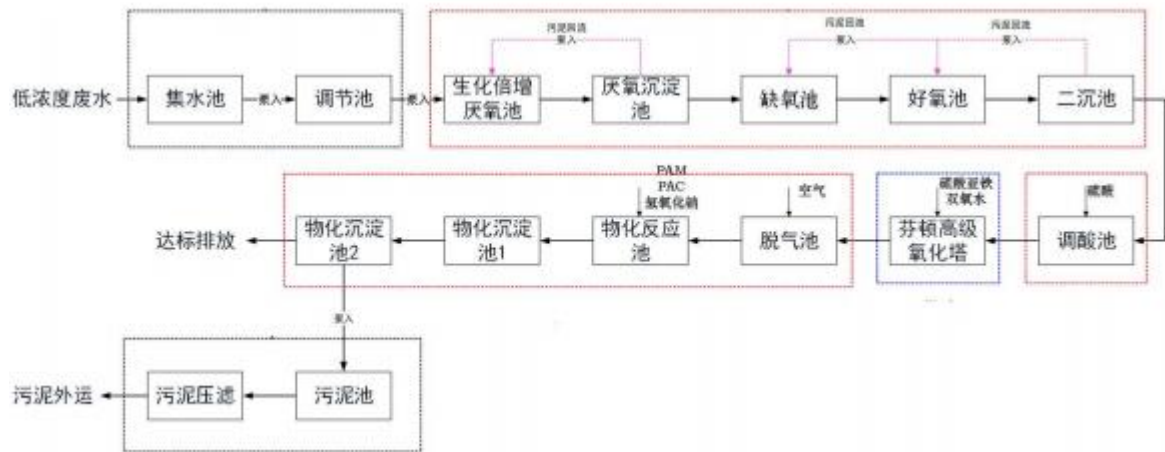 污泥回流
泵入
污泥回流
泵入
污泥回流
泵入
低浓度废水
集水池
泵入
调节池
泵入
生化倍增
厌氧池
厌氧沉淀
池
缺氧池
好氧池
二沉池
PAM
PAC
氢氧化钠
空气
硫酸亚铁
双氧水
硫酸
达标排放
物化沉淀
池2
物化沉淀
池1
物化反应
池
脱气池
芬顿高级
氧化塔
调酸池
泵入
污泥外运
污泥压滤
污泥池